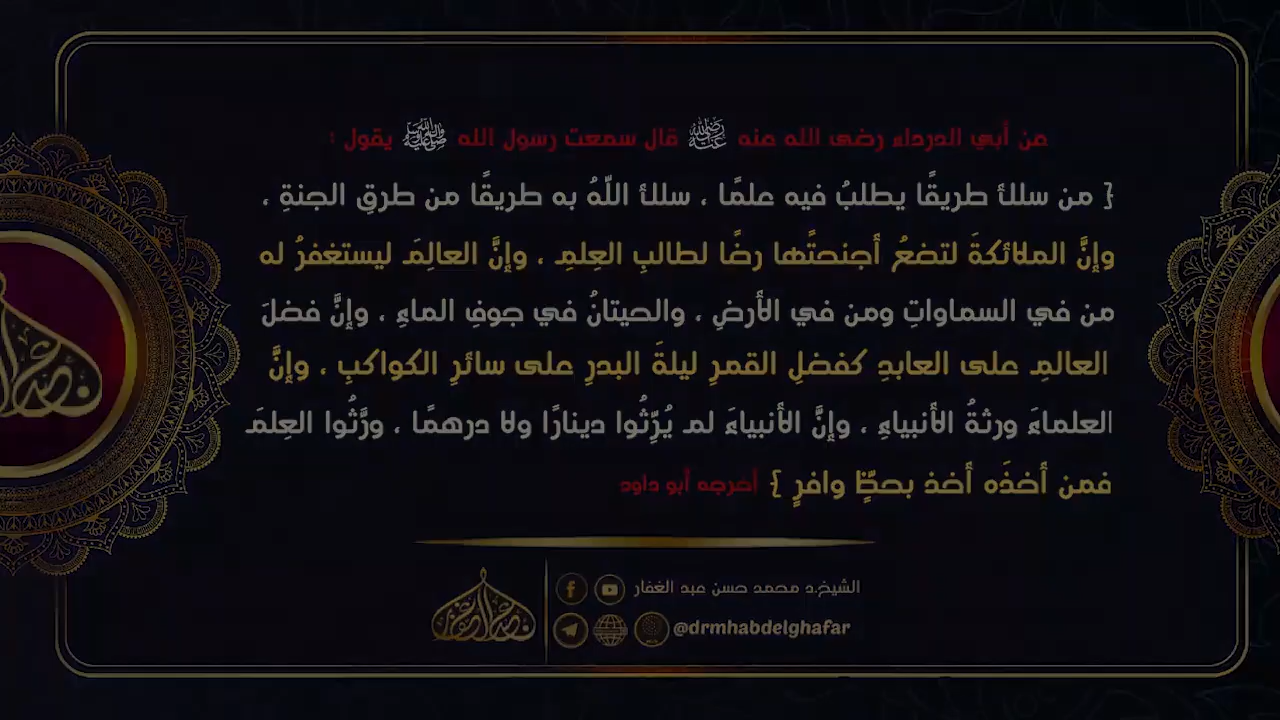 عن أبي الدرداء رضى الله عنه رضي الله عنه قال سمعت رسول الله صلى الله عليه وسلم يقول :
{ من سلك طريقًا يطلبُ فيه علمًا ، سلك اللّهُ به طريقًا من طرقِ الجنةِ ،
وإنَّ الملائكةَ لتضعُ أجنحتَها رضًا لطالبِ العِلمِ ، وإنَّ العالِمَ ليستغفرُ له
من في السماواتِ ومن في الأرضِ ، والحيتانُ في جوفِ الماءِ ، وإنَّ فضلَ
العالمِ على العابدِ كفضلِ القمرِ ليلةَ البدرِ على سائرِ الكواكبِ ، وإنَّ
العلماءَ ورثةُ الأنبياءِ ، وإنَّ الأنبياءَ لم يُرِّثُوا دينارًا ولا درهمًا ، ورَّثُوا العِلمَ
فمن أخذَه أخذ بحظٍّ وافرٍ } أخرجه أبو داود
الشيخ.د محمد حسن عبد الغفار
@drmhabdelghafar